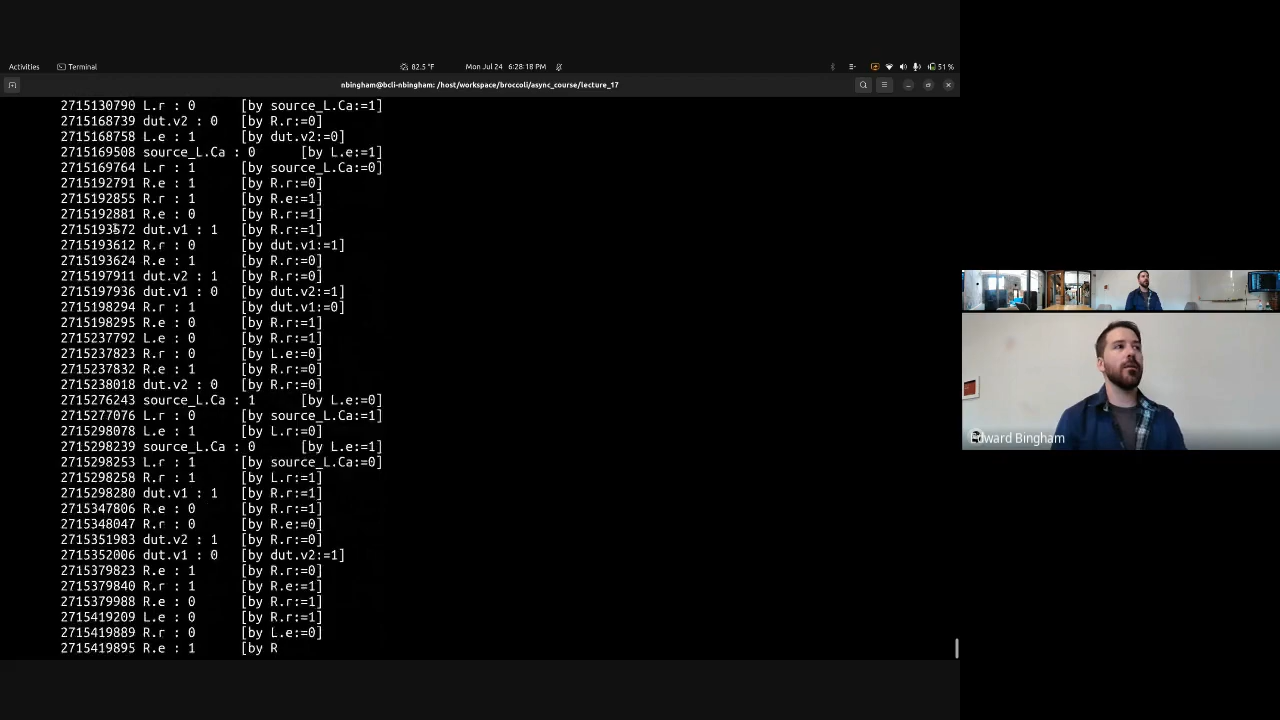 Activities
Terminal
82.5 °F
Mon Jul 24 6:28:18 PM
51 %
nbingham@bcli-nbingham: /host/workspace/broccoli/async_course/lecture_17
2715130790 L.r : 0 [by source_L.Ca:=1]
2715168739 dut.v2 : 0 [by R.r:=0]
2715168758 L.e : 1 [by dut.v2:=0]
2715169508 source_L.Ca : 0 [by L.e:=1]
2715169764 L.r : 1 [by source_L.Ca:=0]
2715192791 R.e : 1 [by R.r:=0]
2715192855 R.r : 1 [by R.e:=1]
2715192881 R.e : 0 [by R.r:=1]
2715193572 dut.v1 : 1 [by R.r:=1]
2715193612 R.r : 0 [by dut.v1:=1]
2715193624 R.e : 1 [by R.r:=0]
2715197911 dut.v2 : 1 [by R.r:=0]
2715197936 dut.v1 : 0 [by dut.v2:=1]
2715198294 R.r : 1 [by dut.v1:=0]
2715198295 R.e : 0 [by R.r:=1]
2715237792 L.e : 0 [by R.r:=1]
2715237823 R.r : 0 [by L.e:=0]
2715237832 R.e : 1 [by R.r:=0]
2715238018 dut.v2 : 0 [by R.r:=0]
2715276243 source_L.Ca : 1 [by L.e:=0]
2715277076 L.r : 0 [by source_L.Ca:=1]
2715298078 L.e : 1 [by L.r:=0]
2715298239 source_L.Ca : 0 [by L.e:=1]
2715298253 L.r : 1 [by source_L.Ca:=0]
2715298258 R.r : 1 [by L.r:=1]
2715298280 dut.v1 : 1 [by R.r:=1]
2715347806 R.e : 0 [by R.r:=1]
2715348047 R.r : 0 [by R.e:=0]
2715351983 dut.v2 : 1 [by R.r:=0]
2715352006 dut.v1 : 0 [by dut.v2:=1]
2715379823 R.e : 1 [by R.r:=0]
2715379840 R.r : 1 [by R.e:=1]
2715379988 R.e : 0 [by R.r:=1]
2715419209 L.e : 0 [by R.r:=1]
2715419889 R.r : 0 [by L.e:=0]
2715419895 R.e : 1 [by R
Edward Bingham